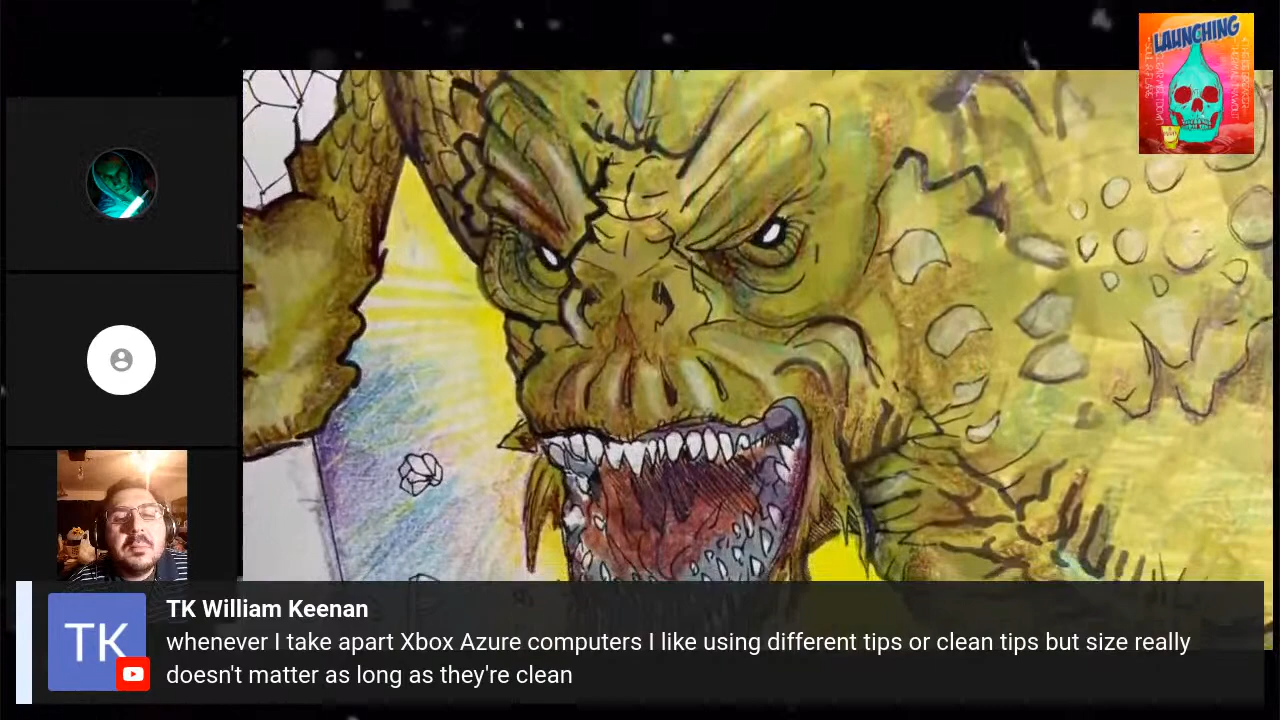 LAUNCHING
TK William Keenan
TK
whenever I take apart Xbox Azure computers I like using different tips or clean tips but size really
doesn't matter as long as they're clean